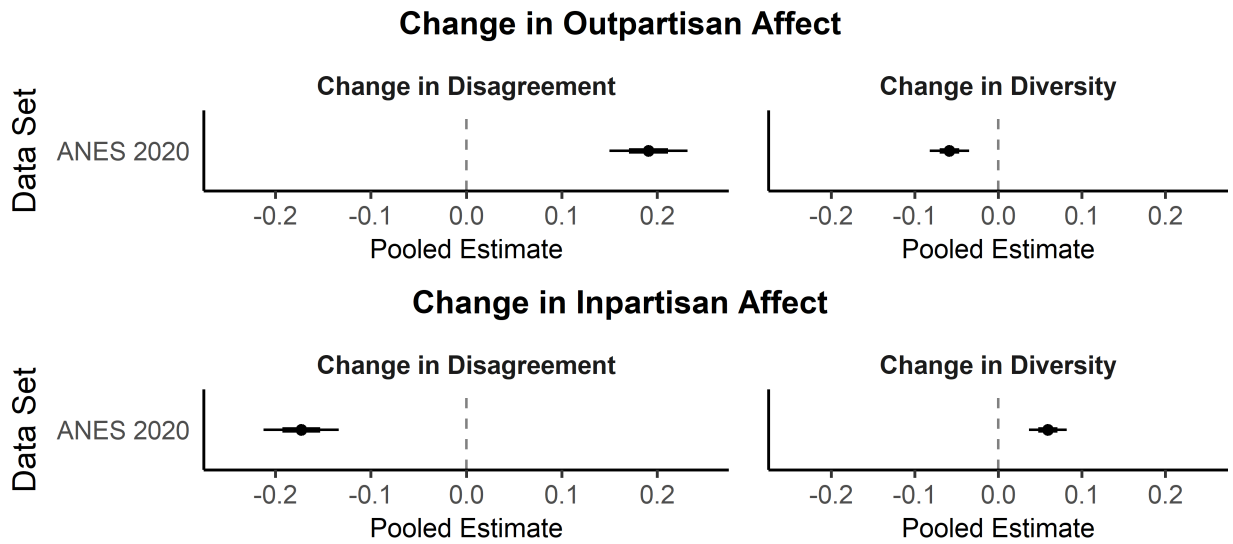 Change in Outpartisan Affect
Change in Disagreement
Change in Diversity
Data Set
ANES 2020
-0.2 -0.1 0.0 0.1 0.2
-0.2 -0.1 0.0 0.1 0.2
Pooled Estimate
Pooled Estimate
Change in Inpartisan Affect
Change in Disagreement
Change in Diversity
Data Set
ANES 2020
-0.2 -0.1 0.0 0.1 0.2
-0.2 -0.1 0.0 0.1 0.2
Pooled Estimate
Pooled Estimate